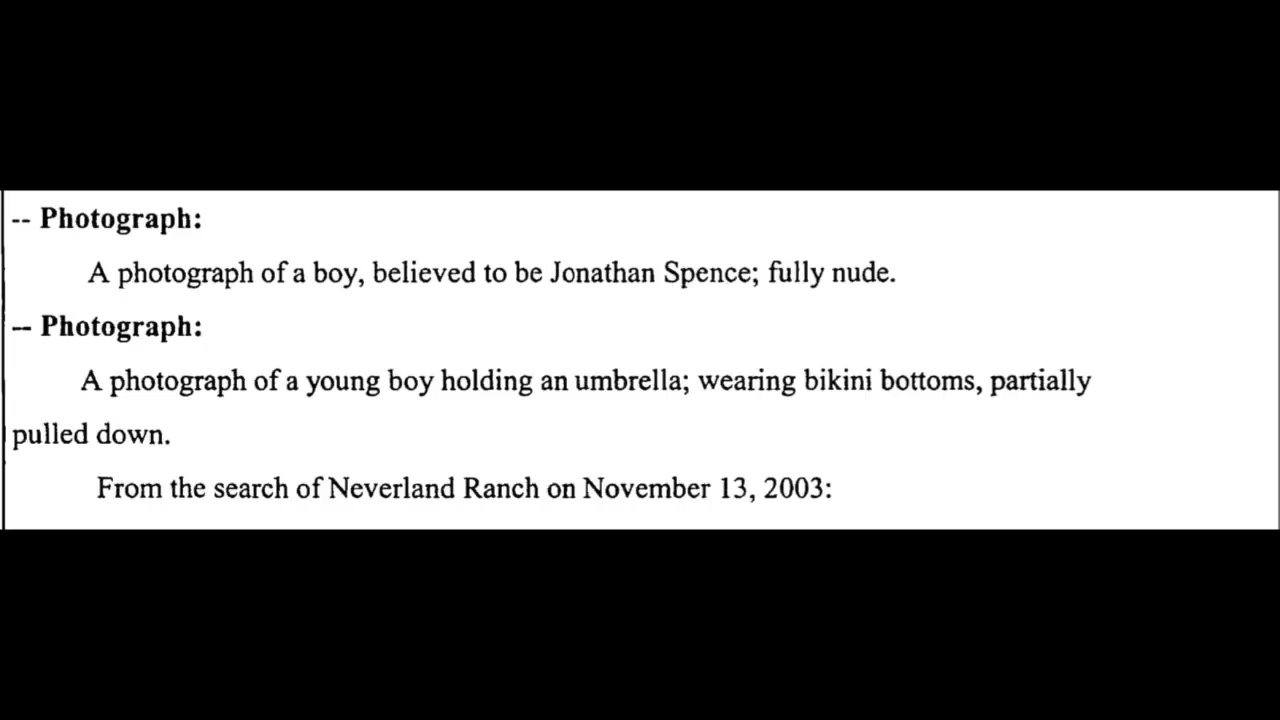 -- Photograph:
A photograph of a boy, believed to be Jonathan Spence; fully nude.
-- Photograph:
A photograph of a young boy holding an umbrella; wearing bikini bottoms, partially
pulled down.
From the search of Neverland Ranch on November 13, 2003: